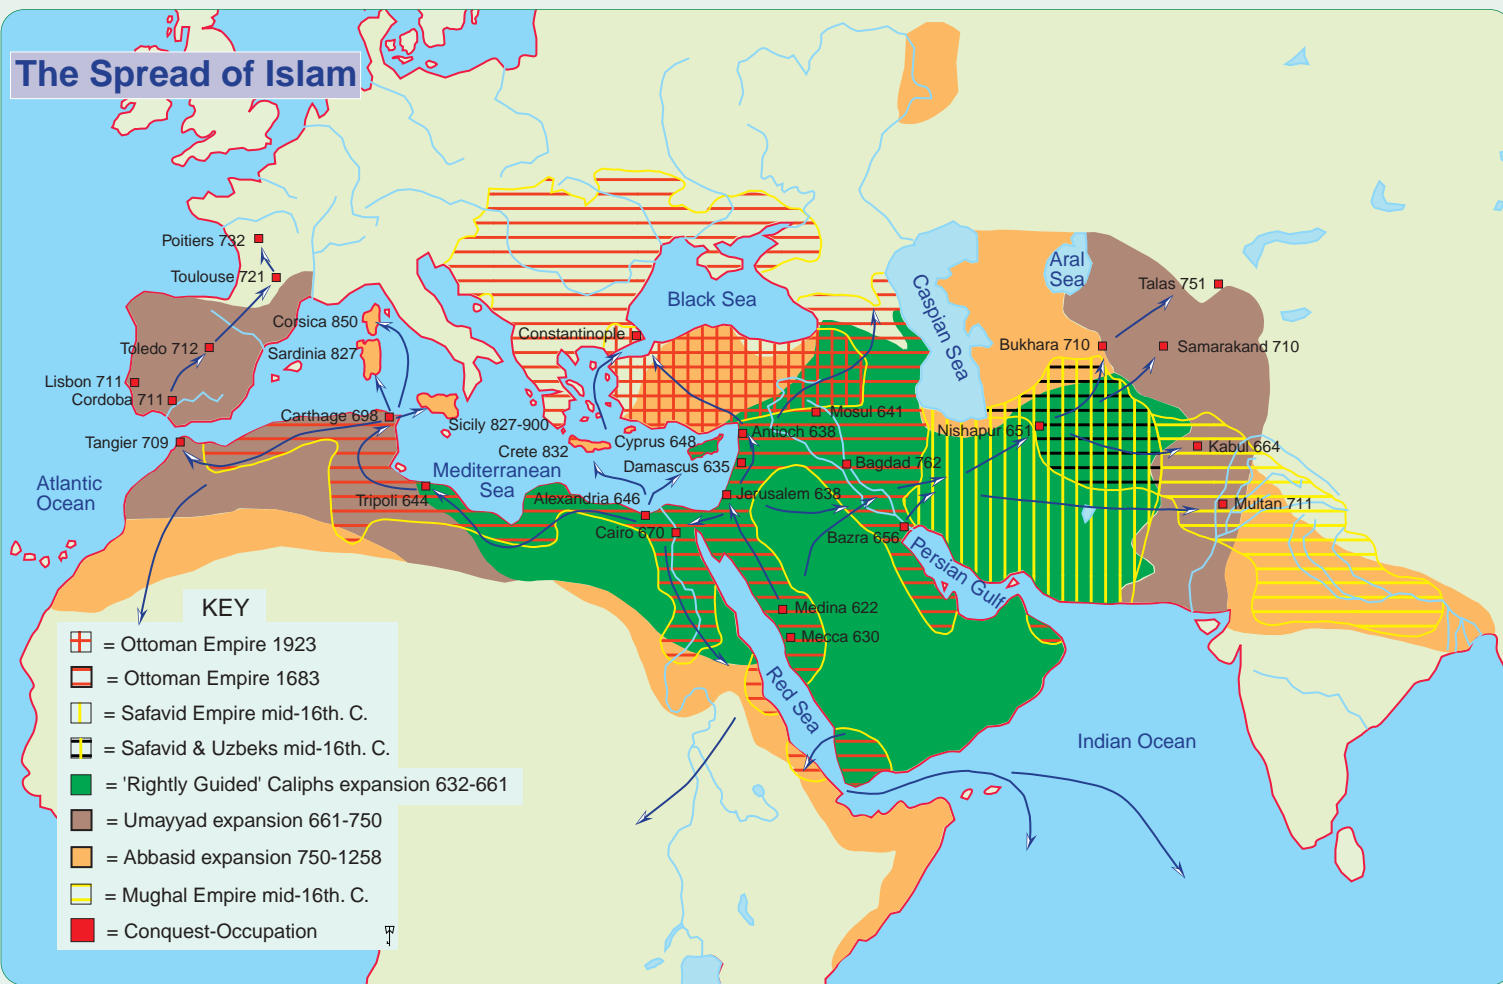 The Spread of Islam
Poitiers 732
Toulouse 721
Corsica 850
Toledo 712
Sardinia 827
Lisbon 711
Cordoba 711
Carthage 698
Sicily 827-900
Tangier 709
Crete 832
Cyprus 648
Damascus 635
Atlantic
Ocean
Mediterranean
Sea
Tripoli 644
Alexandria 646
Cairo 670
Constantinople
Black Sea
Caspian Sea
Aral
Sea
Talas 751
Bukhara 710
Samarkand 710
Mosul 641
Antioch 638
Nishapur 651
Kabul 664
Bagdad 762
Jerusalem 638
Multan 711
Bazra 656
Persian Gulf
Medina 622
Mecca 630
Red Sea
Indian Ocean
KEY
= Ottoman Empire 1923
= Ottoman Empire 1683
= Safavid Empire mid-16th. C.
= Safavid & Uzbeks mid-16th. C.
= 'Rightly Guided' Caliphs expansion 632-661
= Umayyad expansion 661-750
= Abbasid expansion 750-1258
= Mughal Empire mid-16th. C.
= Conquest-Occupation